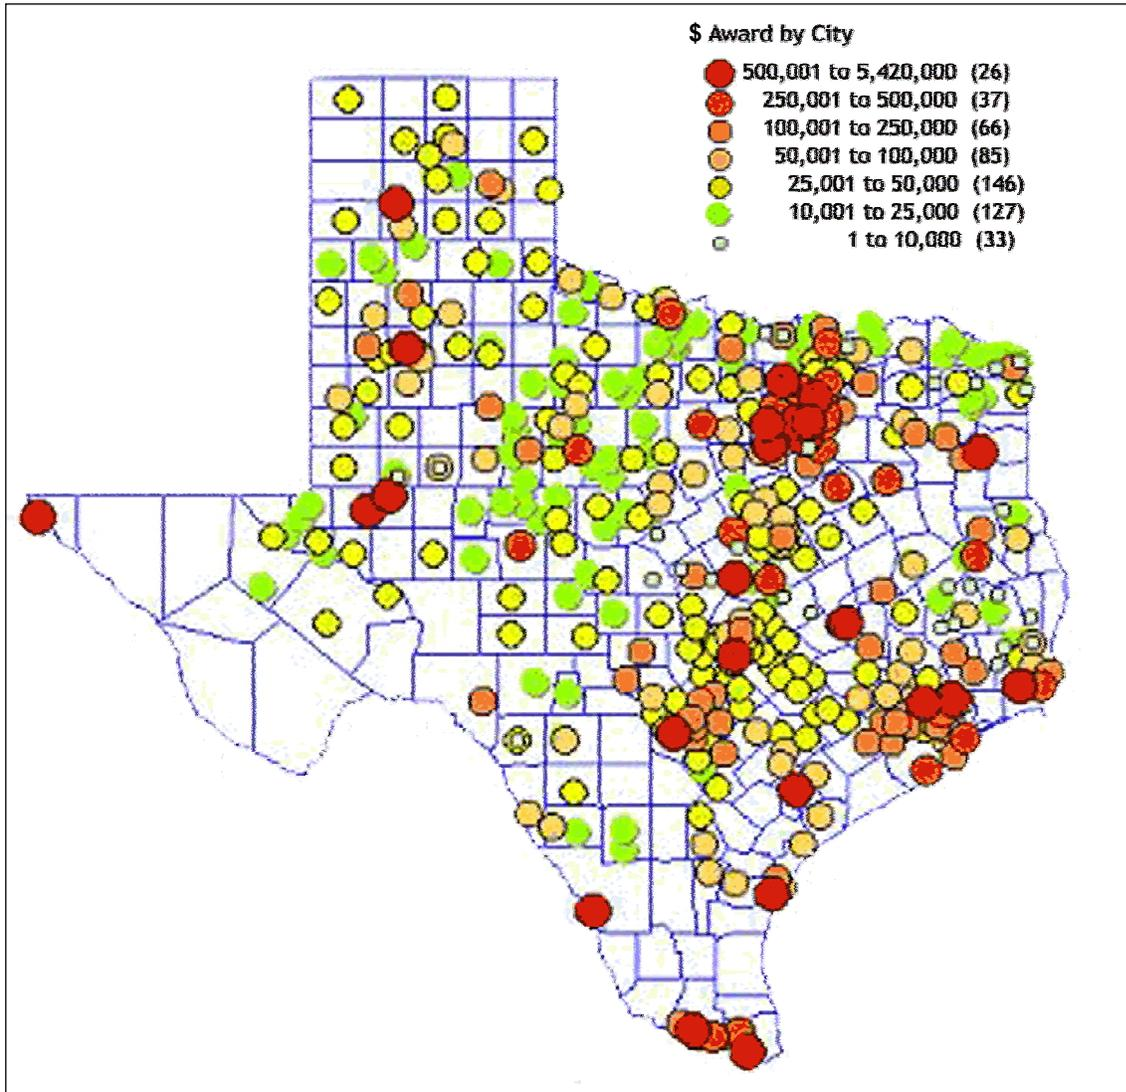 $ Award by City
500,001 to 5,420,000 (26)
250,001 to 500,000 (37)
100,001 to 250,000 (66)
50,001 to 100,000 (85)
25,001 to 50,000 (146)
10,001 to 25,000 (127)
1 to 10,000 (33)